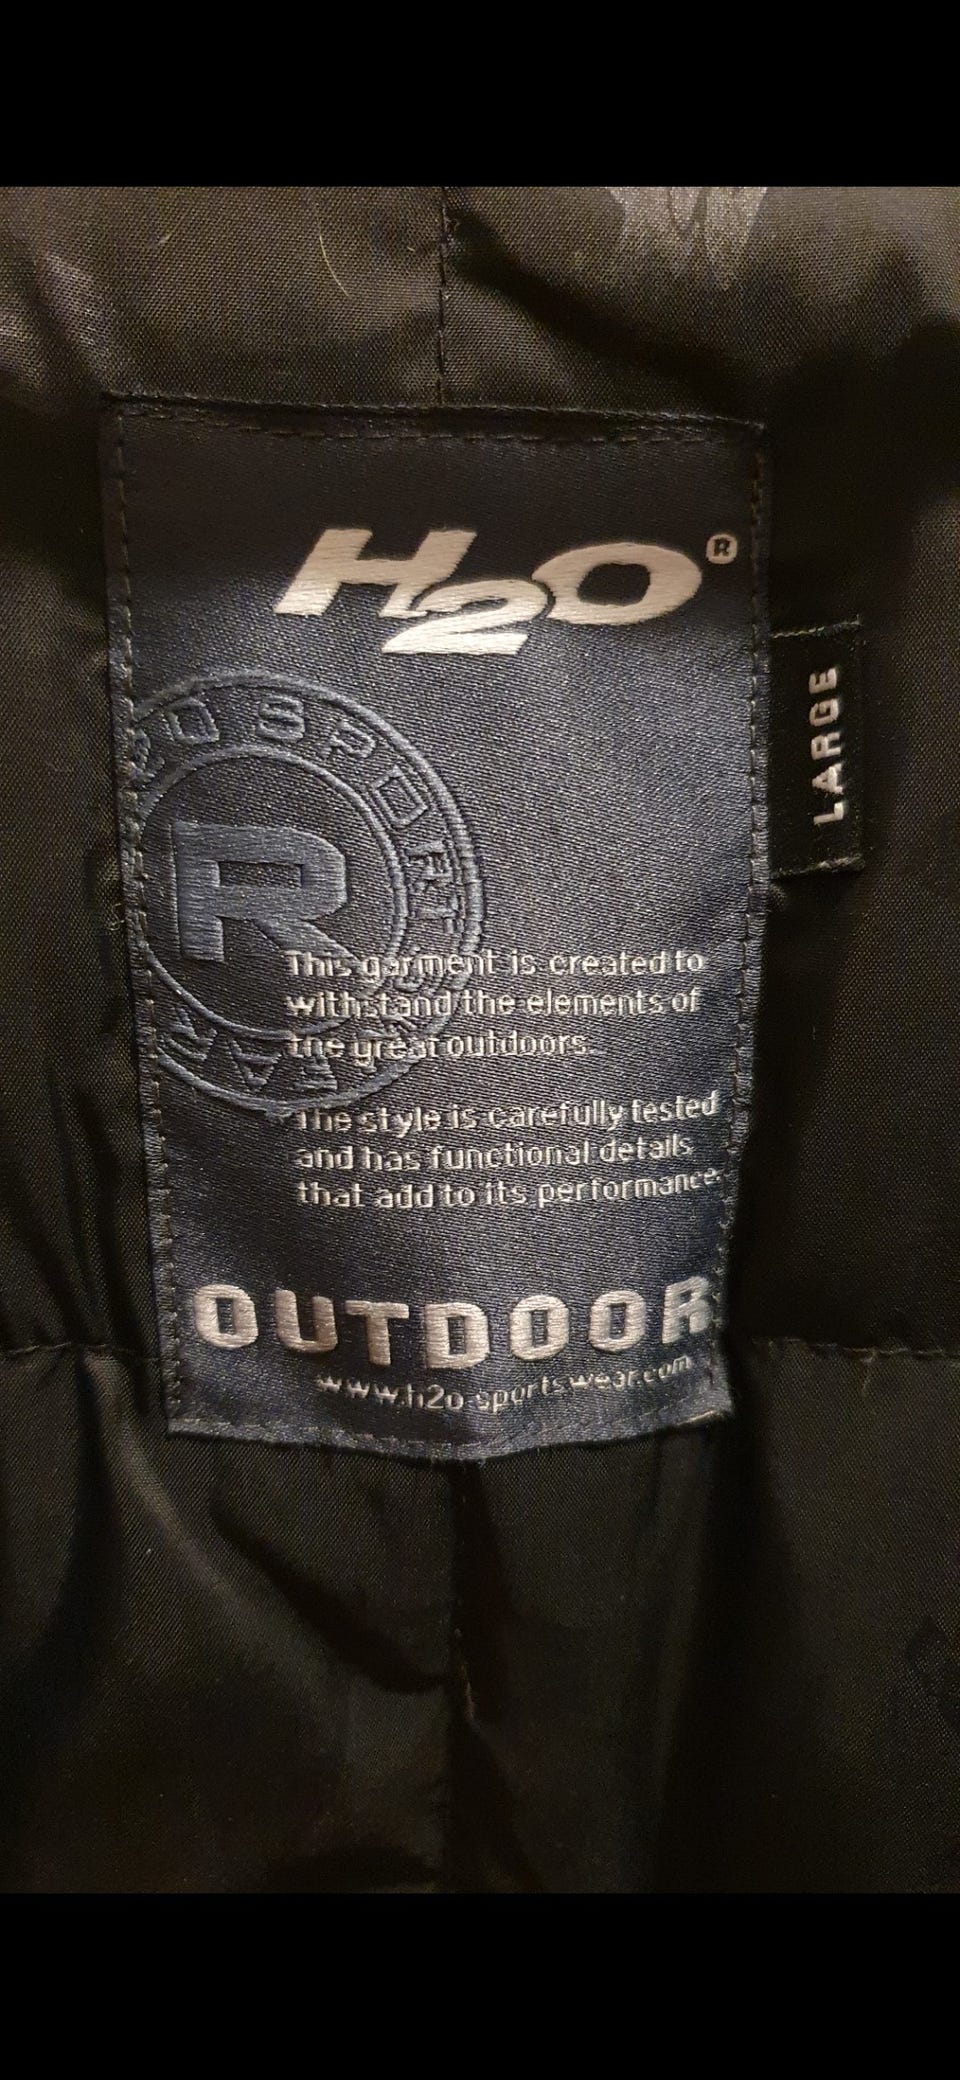 H2O®
LARGE
O SPORTSWEAR
R
This garment is created to
withstand the elements of
the great outdoors.
The style is carefully tested
and has functional details
that add to its performance.
OUTDOOR
www.h2o-sportswear.com